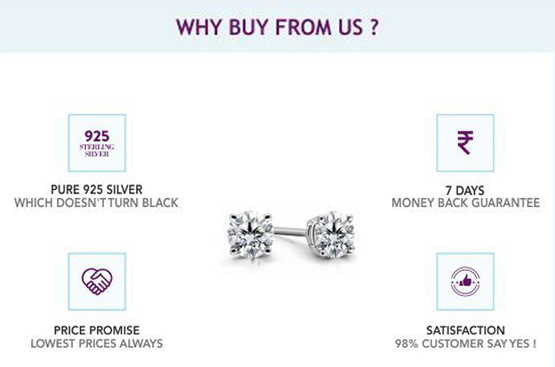 WHY BUY FROM US ?
925
STERLING
SILVER
PURE 925 SILVER
WHICH DOESN'T TURN BLACK
₹
7 DAYS
MONEY BACK GUARANTEE
PRICE PROMISE
LOWEST PRICES ALWAYS
SATISFACTION
98% CUSTOMER SAY YES !